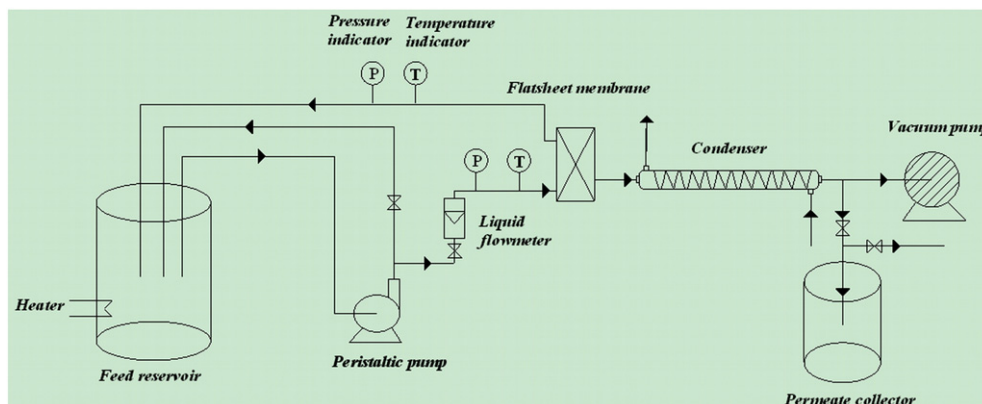 Pressure
indicator
Temperature
indicator
P
T
Flatsheet membrane
Vacuum pump
Condenser
P
T
Liquid
flowmeter
Heater
Peristaltic pump
Feed reservoir
Permeate collector